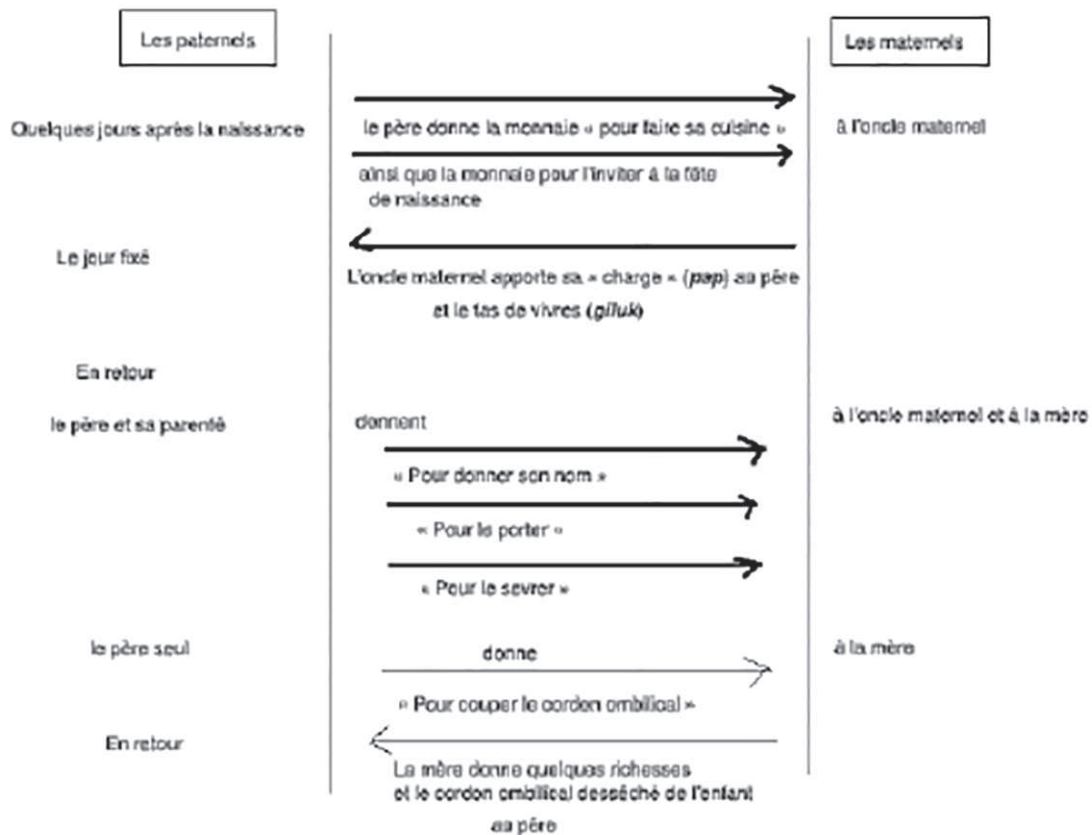 Les paternels
Les maternels
Quelques jours après la naissance
le père donne la monnaie « pour faire sa cuisine »
à l'oncle maternel
ainsi que la monnaie pour l'inviter à la fête
de naissance
Le jour fixé
L'oncle maternel apporte sa « charge » (pap) au père
et le tas de vivres (giluk)
En retour
le père et sa parenté
donnent
à l'oncle maternel et à la mère
« Pour donner son nom »
« Pour le porter »
« Pour le sevrer »
le père seul
donne
à la mère
« Pour couper le cordon ombilical »
En retour
La mère donne quelques richesses
et le cordon ombilical desséché de l'enfant
au père